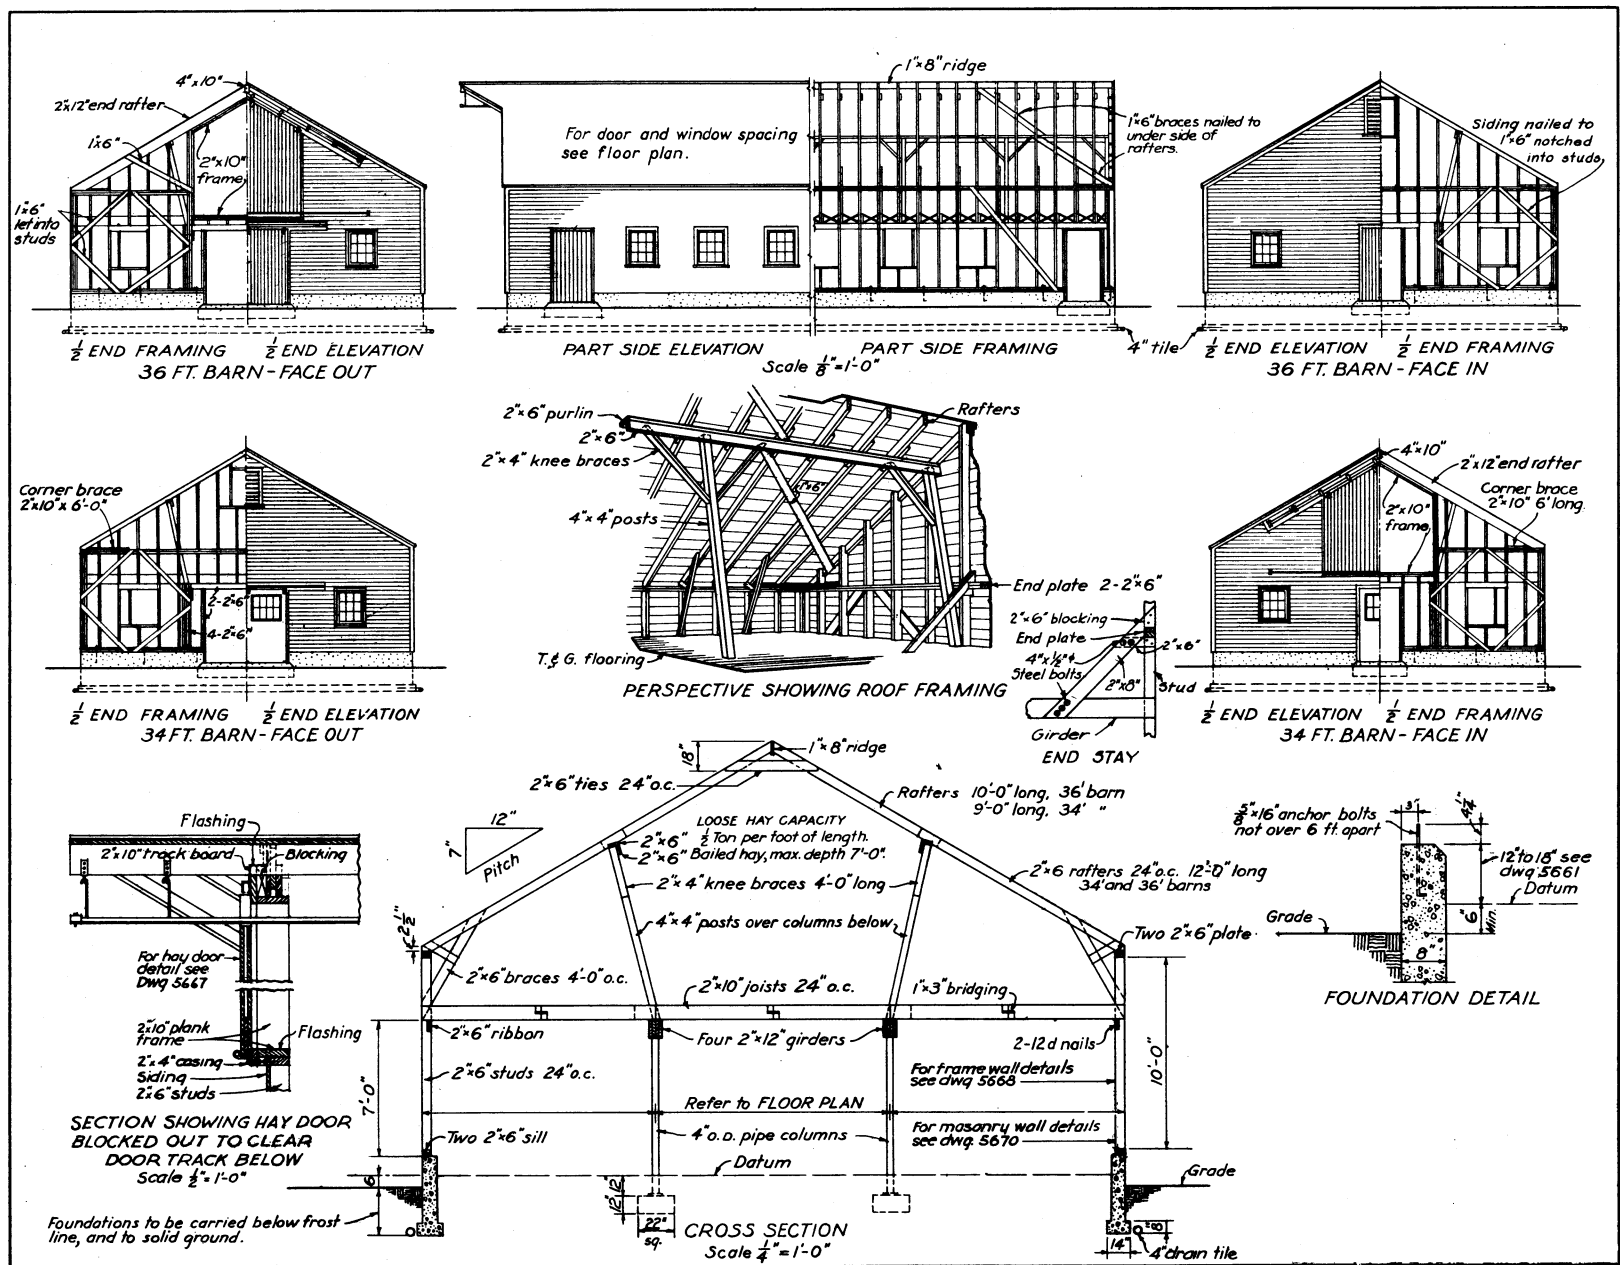 4"x10"
2"x12" end rafter
1"x6"
2"x10"
frame
1"x6"
let into
studs
1/2 END FRAMING 1/2 END ELEVATION
36 FT. BARN - FACE OUT
1"x8" ridge
For door and window spacing
see floor plan.
1"x6" braces nailed to
under side of
rafters.
PART SIDE ELEVATION PART SIDE FRAMING
Scale 1/8"=1'-0"
4" tile
Siding nailed to
1"x6" notched
into studs
1/2 END ELEVATION 1/2 END FRAMING
36 FT. BARN - FACE IN
Corner brace
2"x10"x 6'-0"
2-2"x6"
4-2"x6"
1/2 END FRAMING 1/2 END ELEVATION
34 FT. BARN - FACE OUT
2"x6" purlin
2"x6"
2"x4" knee braces
4"x4" posts
1"x6"
Rafters
T. & G. flooring
End plate 2-2"x6"
PERSPECTIVE SHOWING ROOF FRAMING
2"x6" blocking
End plate
4"x1/2"ɸ
Steel bolts
2"x6"
2"x8"
Stud
Girder
END STAY
4"x10"
2"x12" end rafter
Corner brace
2"x10" 6' long.
2"x10"
frame
1/2 END ELEVATION 1/2 END FRAMING
34 FT. BARN - FACE IN
Flashing
2"x10" track board
Blocking
For hay door
detail see
Dwg 5667
2"x10" plank
frame
Flashing
2"x4" casing
Siding
2"x6" studs
SECTION SHOWING HAY DOOR
BLOCKED OUT TO CLEAR
DOOR TRACK BELOW
Scale 1/2"=1'-0"
18"
1"x8" ridge
2"x6" ties 24" o.c.
Rafters 10'-0" long, 36' barn
9'-0" long, 34' "
12"
7"
Pitch
LOOSE HAY CAPACITY
1/2 Ton per foot of length.
Bailed hay, max. depth 7'-0".
2"x6"
2"x6"
2"x4" knee braces 4'-0" long
2"x6 rafters 24" o.c. 12'-0" long
34' and 36' barns
4"x4" posts over columns below
2 1/2"
Two 2"x6" plate
2"x6" braces 4'-0" o.c.
2"x10" joists 24" o.c.
1"x3" bridging
2"x6" ribbon
Four 2"x12" girders
2-12d nails
2"x6" studs 24" o.c.
For frame wall details
see dwg 5668
7'-0"
10'-0"
Refer to FLOOR PLAN
Two 2"x6" sill
4" o.d. pipe columns
For masonry wall details
see dwg. 5670
Datum
6
12" 12"
Grade
Foundations to be carried below frost
line, and to solid ground.
22"
sq.
CROSS SECTION
Scale 1/4"=1'-0"
14"
8"
4" drain tile
5/8"x16" anchor bolts
not over 6 ft. apart
3"
4 1/2"
12" to 18" see
dwg 5661
Datum
Grade
6"
Min.
8"
FOUNDATION DETAIL